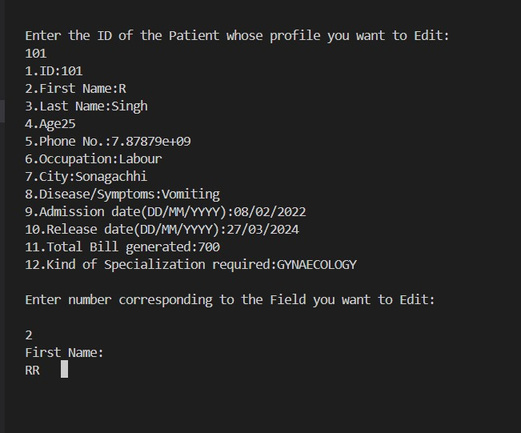 Enter the ID of the Patient whose profile you want to Edit:
101
1.ID:101
2.First Name:R
3.Last Name:Singh
4.Age25
5.Phone No.:7.87879e+09
6.Occupation:Labour
7.City:Sonagachhi
8.Disease/Symptoms:Vomiting
9.Admission date(DD/MM/YYYY):08/02/2022
10.Release date(DD/MM/YYYY):27/03/2024
11.Total Bill generated:700
12.Kind of Specialization required:GYNAECOLOGY
Enter number corresponding to the Field you want to Edit:
2
First Name:
RR